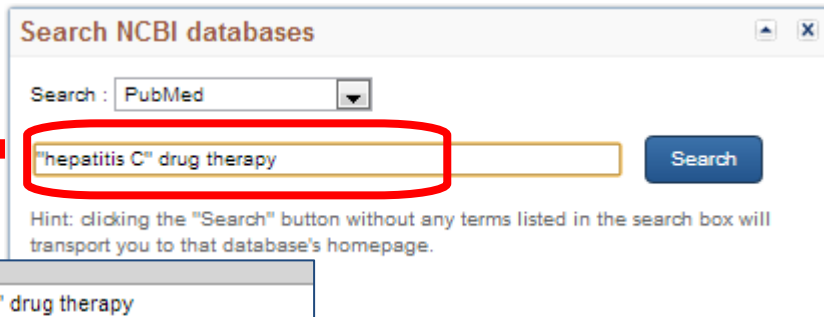 Search NCBI databases
Search : PubMed
"hepatitis C" drug therapy
Search
Hint: clicking the "Search" button without any terms listed in the search box will
transport you to that database's homepage.
" drug therapy